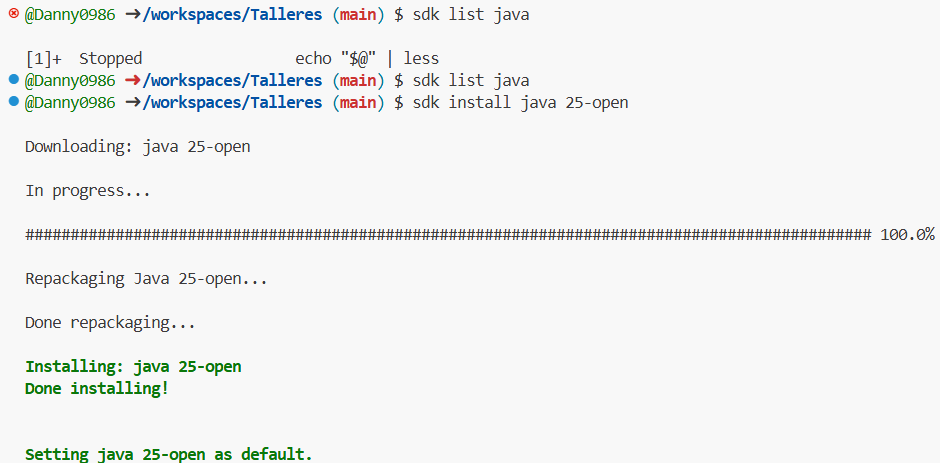 @Danny0986 ➜/workspaces/Talleres (main) $ sdk list java
[1]+  Stopped                 echo "$@" | less
@Danny0986 ➜/workspaces/Talleres (main) $ sdk list java
@Danny0986 ➜/workspaces/Talleres (main) $ sdk install java 25-open
Downloading: java 25-open
In progress...
############################################################################################## 100.0%
Repackaging Java 25-open...
Done repackaging...
Installing: java 25-open
Done installing!
Setting java 25-open as default.